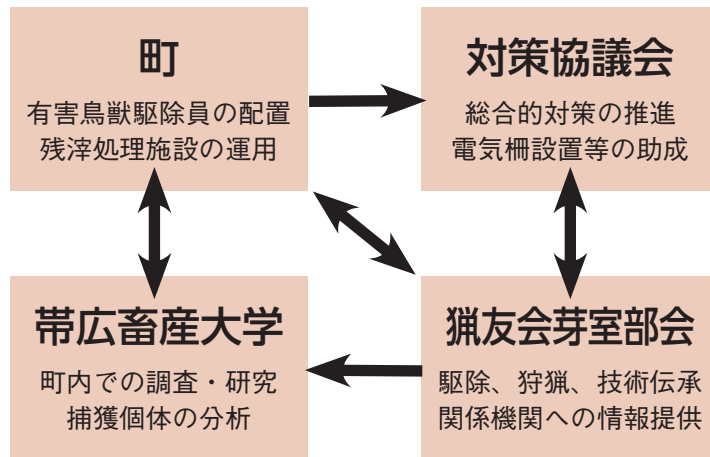 町
有害鳥獣駆除員の配置
残滓処理施設の運用
対策協議会
総合的対策の推進
電気柵設置等の助成
帯広畜産大学
町内での調査・研究
捕獲個体の分析
猟友会芽室部会
駆除、狩猟、技術伝承
関係機関への情報提供